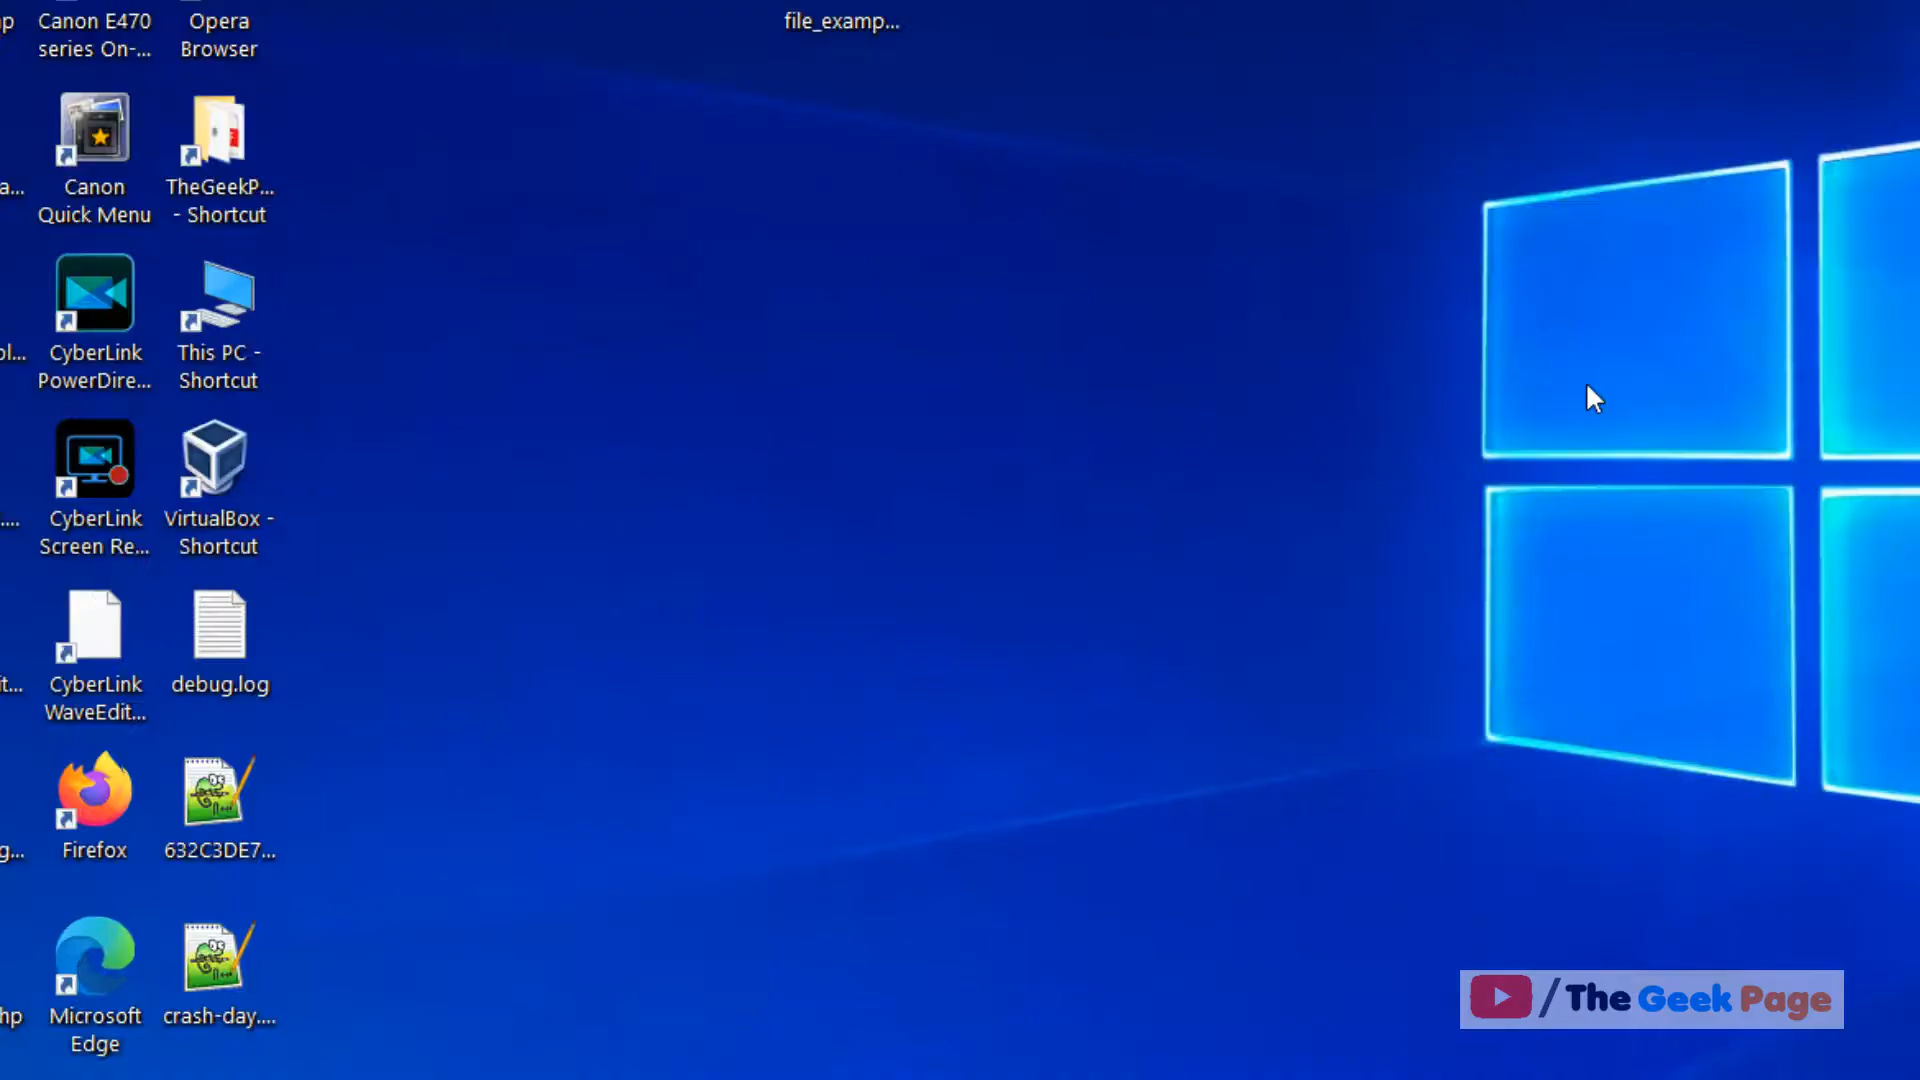 Canon E470
series On-...
Opera
Browser
file_examp...
Canon
Quick Menu
TheGeekP...
- Shortcut
CyberLink
PowerDire...
This PC -
Shortcut
CyberLink
Screen Re...
VirtualBox -
Shortcut
CyberLink
WaveEdit...
debug.log
Firefox
632C3DE7...
Microsoft
Edge
crash-day....
/The Geek Page